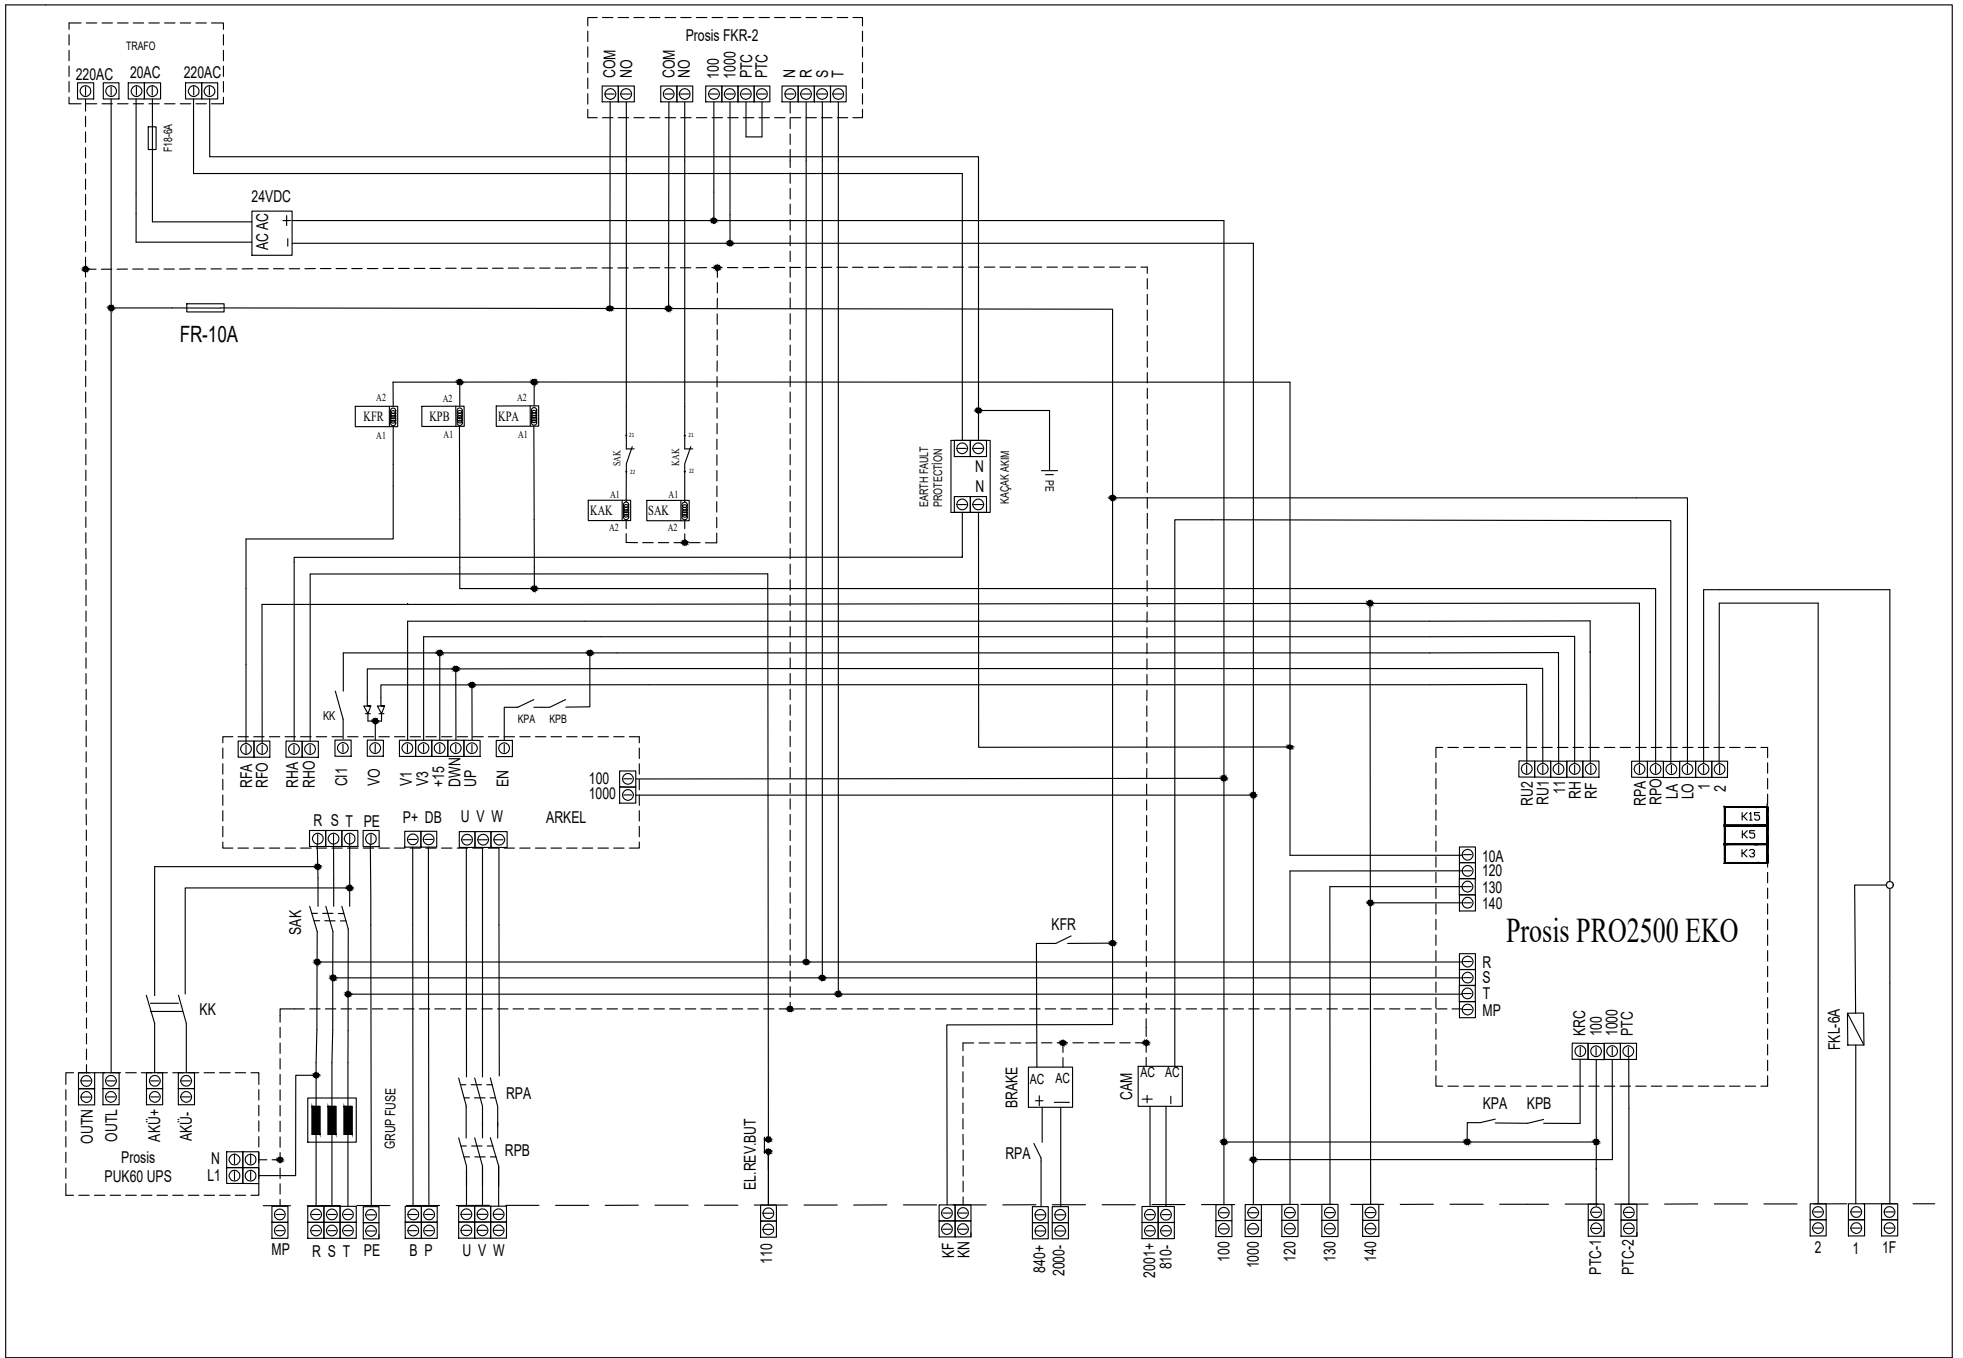 TRAFO
220AC 20AC 220AC
F18-6A
24VDC
AC AC + -
FR-10A
Prosis FKR-2
COM NO COM NO 100 1000 PTC PTC N R S T
A2 A2 A2
KFR KPB KPA
A1 A1 A1
21 21
SAK KAK
22 22
A1 A1
KAK SAK
A2 A2
EARTH FAULT
PROTECTİON
N
N
KAÇAK AKIM
PE
KK
KPA KPB
RFA RFO RHA RHO CI1 VO V1 V3 +15 DWN UP EN
100
1000
ARKEL
R S T PE P+ DB U V W
RU2 RU1 11 RH RF RPA RPO LA LO 1 2
K15
K5
K3
10A
120
130
140
Prosis PRO2500 EKO
R
S
T
MP
KRC 100 1000 PTC
KPA KPB
SAK
KK
KFR
FKL-6A
OUTN OUTL AKÜ+ AKÜ-
Prosis
PUK60 UPS
N
L1
GRUP FUSE
RPA
RPB
EL.REV.BUT
BRAKE
AC AC
+ -
RPA
CAM
AC AC
+ -
MP R S T PE B P U V W 110 KF KN 840+ 2000- 2001+ 810- 100 1000 120 130 140 PTC-1 PTC-2 2 1 1F